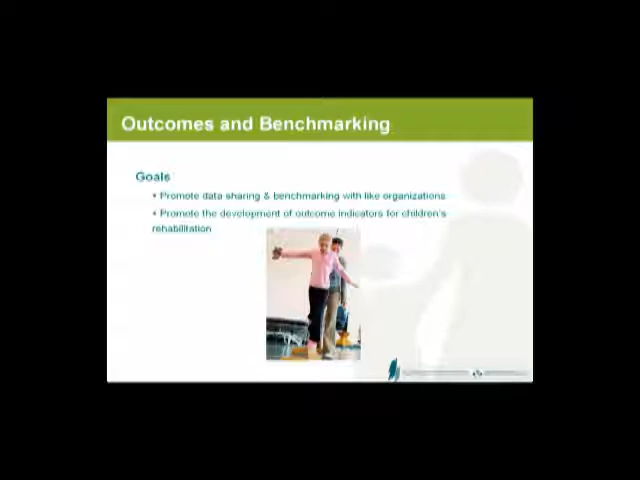 Outcomes and Benchmarking
Goals
• Promote data sharing & benchmarking with like organizations
• Promote the development of outcome indicators for children's
rehabilitation